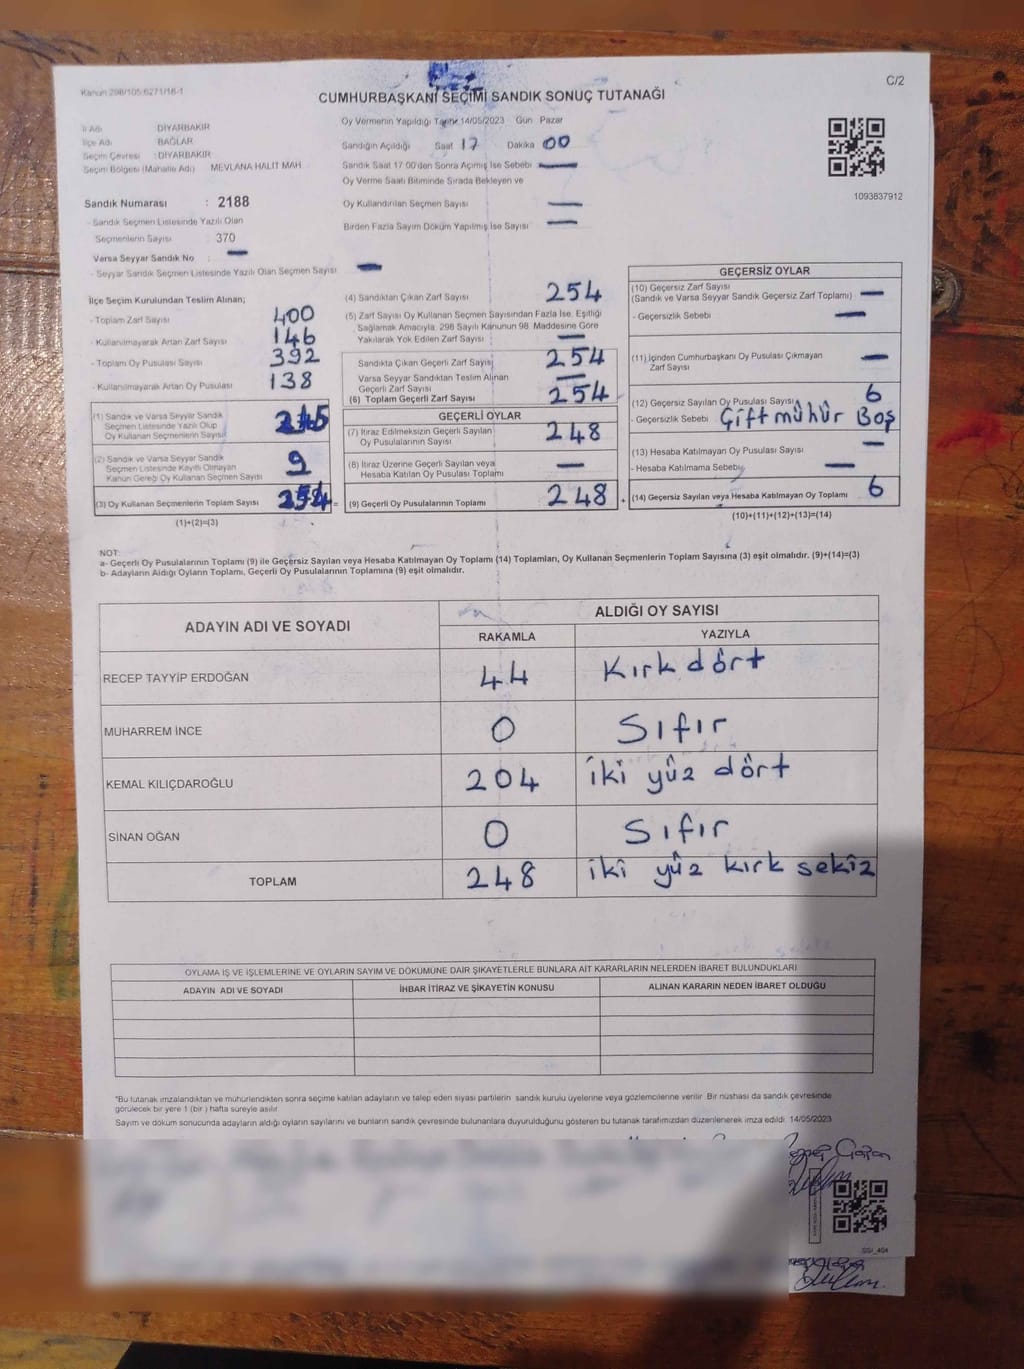 Kanun 298/105-6271/16-1
C/2
CUMHURBAŞKANI SEÇİMİ SANDIK SONUÇ TUTANAĞI
İl Adı DİYARBAKIR
İlçe Adı BAĞLAR
Seçim Çevresi : DİYARBAKIR
Seçim Bölgesi (Mahalle Adı) MEVLANA HALİT MAH
Sandık Numarası : 2188
- Sandık Seçmen Listesinde Yazılı Olan
Seçmenlerin Sayısı 370
Varsa Seyyar Sandık No : —
- Seyyar Sandık Seçmen Listesinde Yazılı Olan Seçmen Sayısı —
Oy Vermenin Yapıldığı Tarih: 14/05/2023 Gün Pazar
Sandığın Açıldığı Saat 17 Dakika 00
Sandık Saat 17.00'den Sonra Açılmış İse Sebebi —
Oy Verme Saati Bitiminde Sırada Bekleyen ve
Oy Kullandırılan Seçmen Sayısı —
Birden Fazla Sayım Döküm Yapılmış İse Sayısı —
1093837912
İlçe Seçim Kurulundan Teslim Alınan;
- Toplam Zarf Sayısı 400
- Kullanılmayarak Artan Zarf Sayısı 146
- Toplam Oy Pusulası Sayısı 392
- Kullanılmayarak Artan Oy Pusulası 138
(1) Sandık ve Varsa Seyyar Sandık
Seçmen Listesinde Yazılı Olup
Oy Kullanan Seçmenlerin Sayısı 245
(2) Sandık ve Varsa Seyyar Sandık
Seçmen Listesinde Kayıtlı Olmayan
Kanun Gereği Oy Kullanan Seçmen Sayısı 9
(3) Oy Kullanan Seçmenlerin Toplam Sayısı 254 =
(1)+(2)=(3)
(4) Sandıktan Çıkan Zarf Sayısı 254
(5) Zarf Sayısı Oy Kullanan Seçmen Sayısından Fazla İse, Eşitliği
Sağlamak Amacıyla, 298 Sayılı Kanunun 98. Maddesine Göre
Yakılarak Yok Edilen Zarf Sayısı —
Sandıkta Çıkan Geçerli Zarf Sayısı 254
Varsa Seyyar Sandıktan Teslim Alınan
Geçerli Zarf Sayısı —
(6) Toplam Geçerli Zarf Sayısı 254
GEÇERLİ OYLAR
(7) İtiraz Edilmeksizin Geçerli Sayılan
Oy Pusulalarının Sayısı 248
(8) İtiraz Üzerine Geçerli Sayılan veya
Hesaba Katılan Oy Pusulası Toplamı —
(9) Geçerli Oy Pusulalarının Toplamı 248 +
GEÇERSİZ OYLAR
(10) Geçersiz Zarf Sayısı
(Sandık ve Varsa Seyyar Sandık Geçersiz Zarf Toplamı) —
- Geçersizlik Sebebi —
(11) İçinden Cumhurbaşkanı Oy Pusulası Çıkmayan
Zarf Sayısı —
(12) Geçersiz Sayılan Oy Pusulası Sayısı 6
- Geçersizlik Sebebi Çift mühür Boş
(13) Hesaba Katılmayan Oy Pusulası Sayısı —
- Hesaba Katılmama Sebebi —
(14) Geçersiz Sayılan veya Hesaba Katılmayan Oy Toplamı 6
(10)+(11)+(12)+(13)=(14)
NOT:
a- Geçerli Oy Pusulalarının Toplamı (9) ile Geçersiz Sayılan veya Hesaba Katılmayan Oy Toplamı (14) Toplamları, Oy Kullanan Seçmenlerin Toplam Sayısına (3) eşit olmalıdır. (9)+(14)=(3)
b- Adayların Aldığı Oyların Toplamı, Geçerli Oy Pusulalarının Toplamına (9) eşit olmalıdır.
ADAYIN ADI VE SOYADI ALDIĞI OY SAYISI
RAKAMLA YAZIYLA
RECEP TAYYİP ERDOĞAN 44 Kırk dört
MUHARREM İNCE 0 Sıfır
KEMAL KILIÇDAROĞLU 204 iki yüz dört
SİNAN OĞAN 0 Sıfır
TOPLAM 248 iki yüz kırk sekiz
OYLAMA İŞ VE İŞLEMLERİNE VE OYLARIN SAYIM VE DÖKÜMÜNE DAİR ŞİKAYETLERLE BUNLARA AİT KARARLARIN NELERDEN İBARET BULUNDUKLARI
ADAYIN ADI VE SOYADI İHBAR İTİRAZ VE ŞİKAYETİN KONUSU ALINAN KARARIN NEDEN İBARET OLDUĞU
*Bu tutanak imzalandıktan ve mühürlendikten sonra seçime katılan adayların ve talep eden siyasi partilerin sandık kurulu üyelerine veya gözlemcilerine verilir. Bir nüshası da sandık çevresinde
görülecek bir yere 1 (bir) hafta süreyle asılır.
Sayım ve döküm sonucunda adayların aldığı oyların sayılarını ve bunların sandık çevresinde bulunanlara duyurulduğunu gösteren bu tutanak tarafımızdan düzenlenerek imza edildi. 14/05/2023
SSI_404